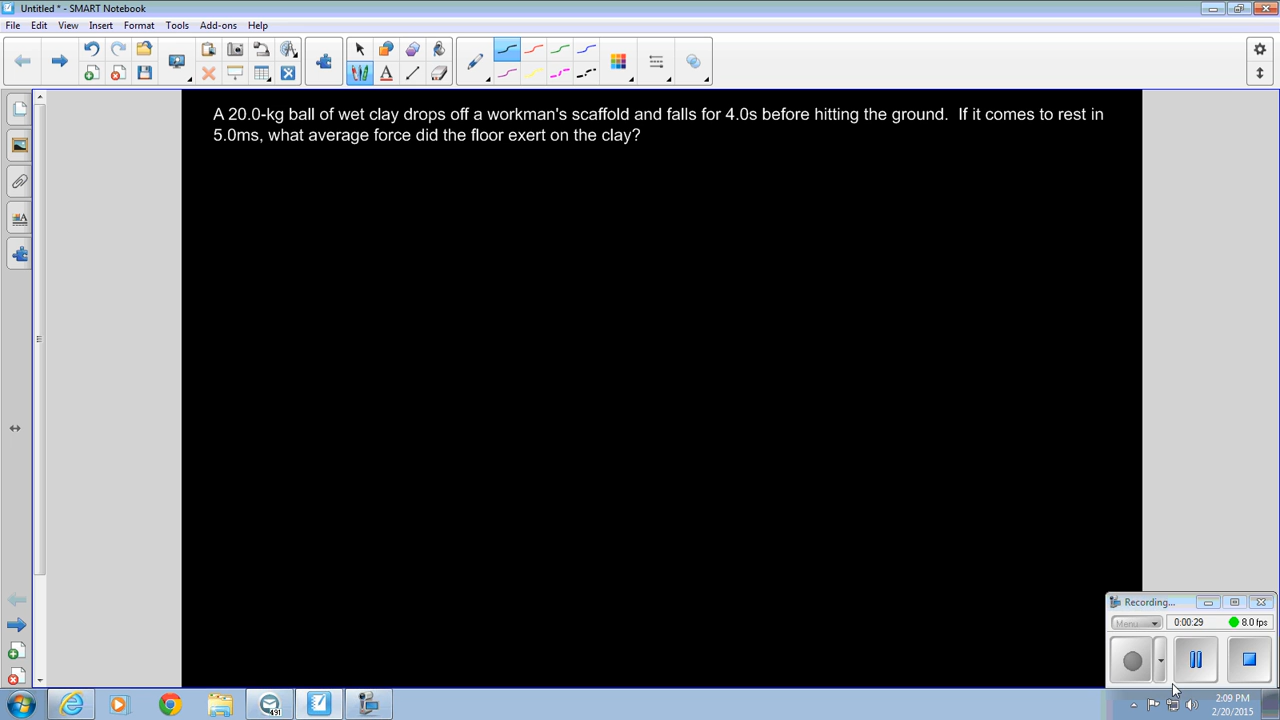 Untitled * - SMART Notebook
File Edit View Insert Format Tools Add-ons Help
A 20.0-kg ball of wet clay drops off a workman's scaffold and falls for 4.0s before hitting the ground. If it comes to rest in
5.0ms, what average force did the floor exert on the clay?
Recording...
Menu 0:00:29 8.0 fps
491
2:09 PM
2/20/2015